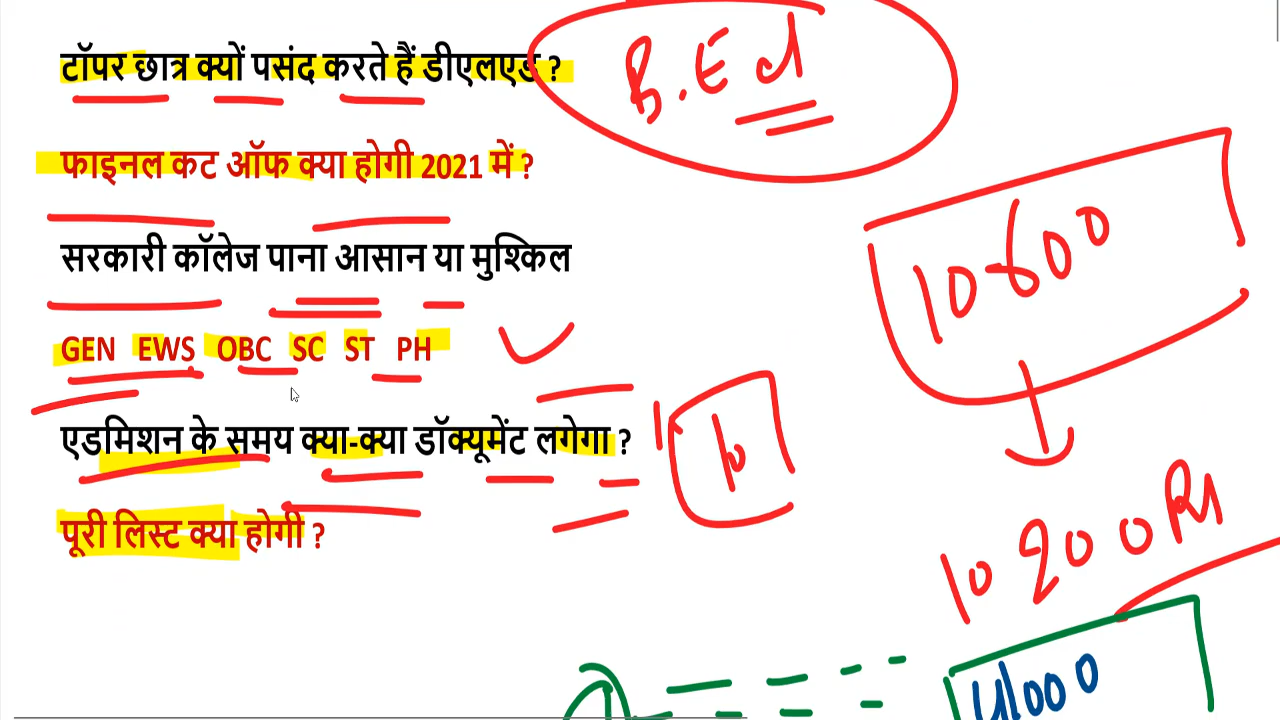 टॉपर छात्र क्यों पसंद करते हैं डीएलएड ?
B.Ed
फाइनल कट ऑफ क्या होगी 2021 में ?
सरकारी कॉलेज पाना आसान या मुश्किल
10600
GEN EWS OBC SC ST PH
एडमिशन के समय क्या-क्या डॉक्यूमेंट लगेगा ?
10
पूरी लिस्ट क्या होगी ?
10200